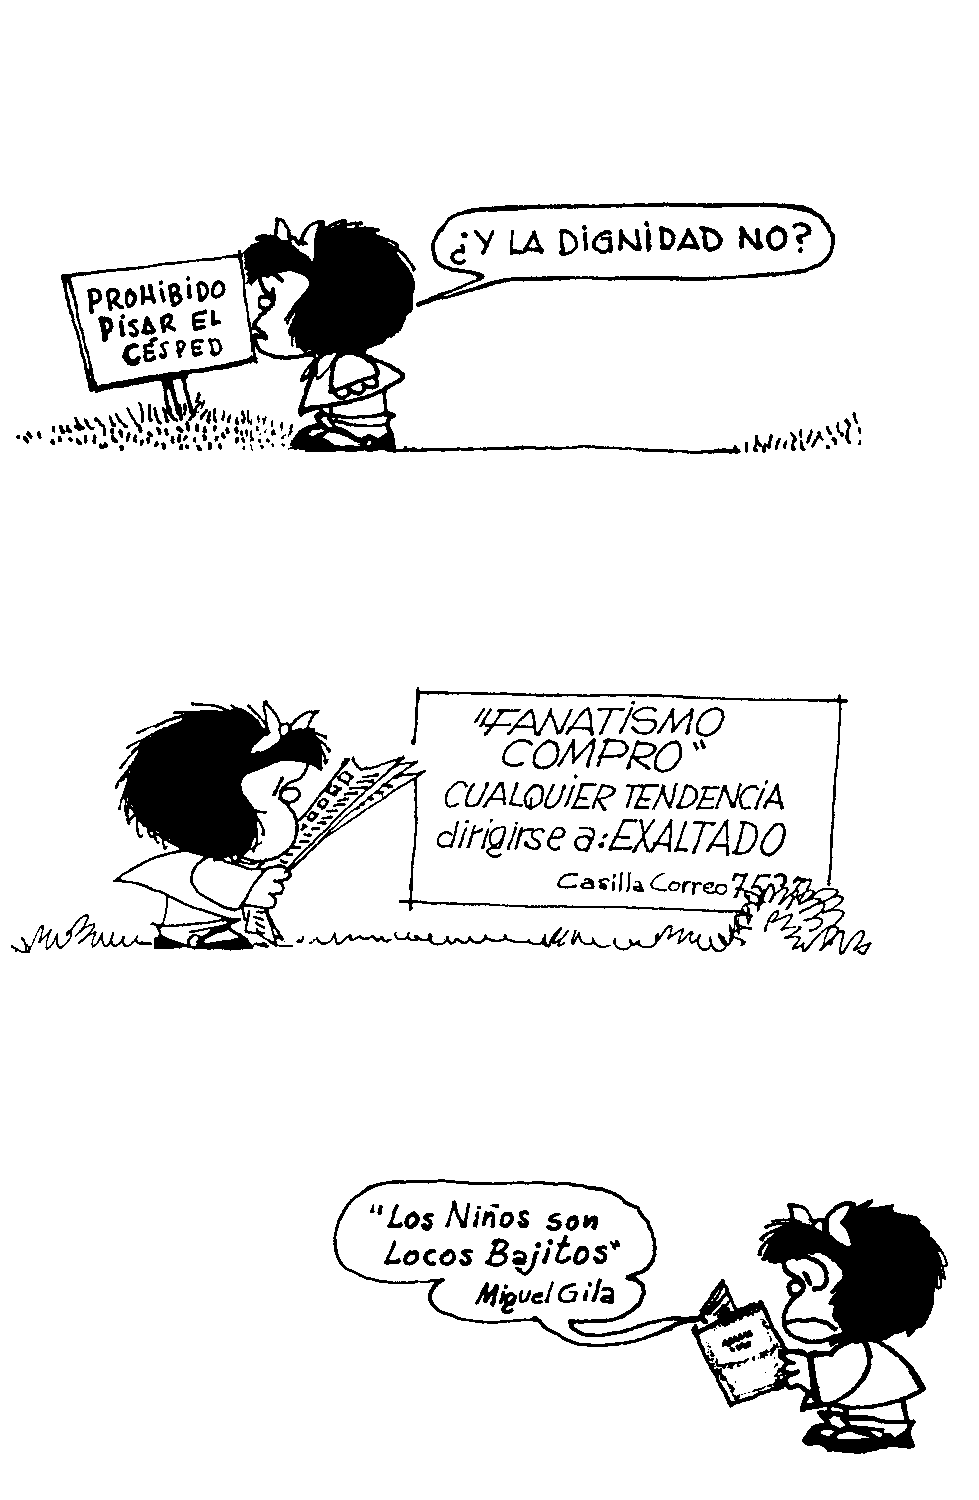 PROHIBIDO
PISAR EL
CÉSPED
¿Y LA DIGNIDAD NO?
"FANATISMO
COMPRO"
CUALQUIER TENDENCIA
dirigirse a: EXALTADO
Casilla Correo
"Los Niños son
Locos Bajitos"
Miguel Gila